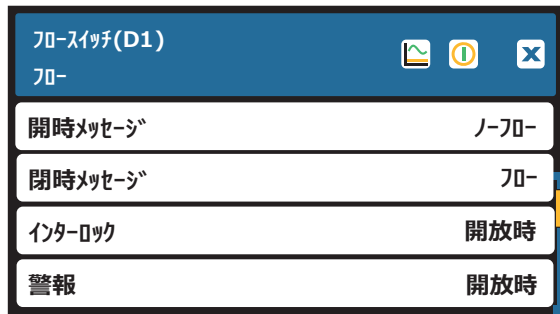 ﾌﾛｰｽｲｯﾁ(D1)
ﾌﾛｰ
開時ﾒｯｾｰｼﾞ ﾉｰﾌﾛｰ
閉時ﾒｯｾｰｼﾞ ﾌﾛｰ
ｲﾝﾀｰﾛｯｸ 開放時
警報 開放時